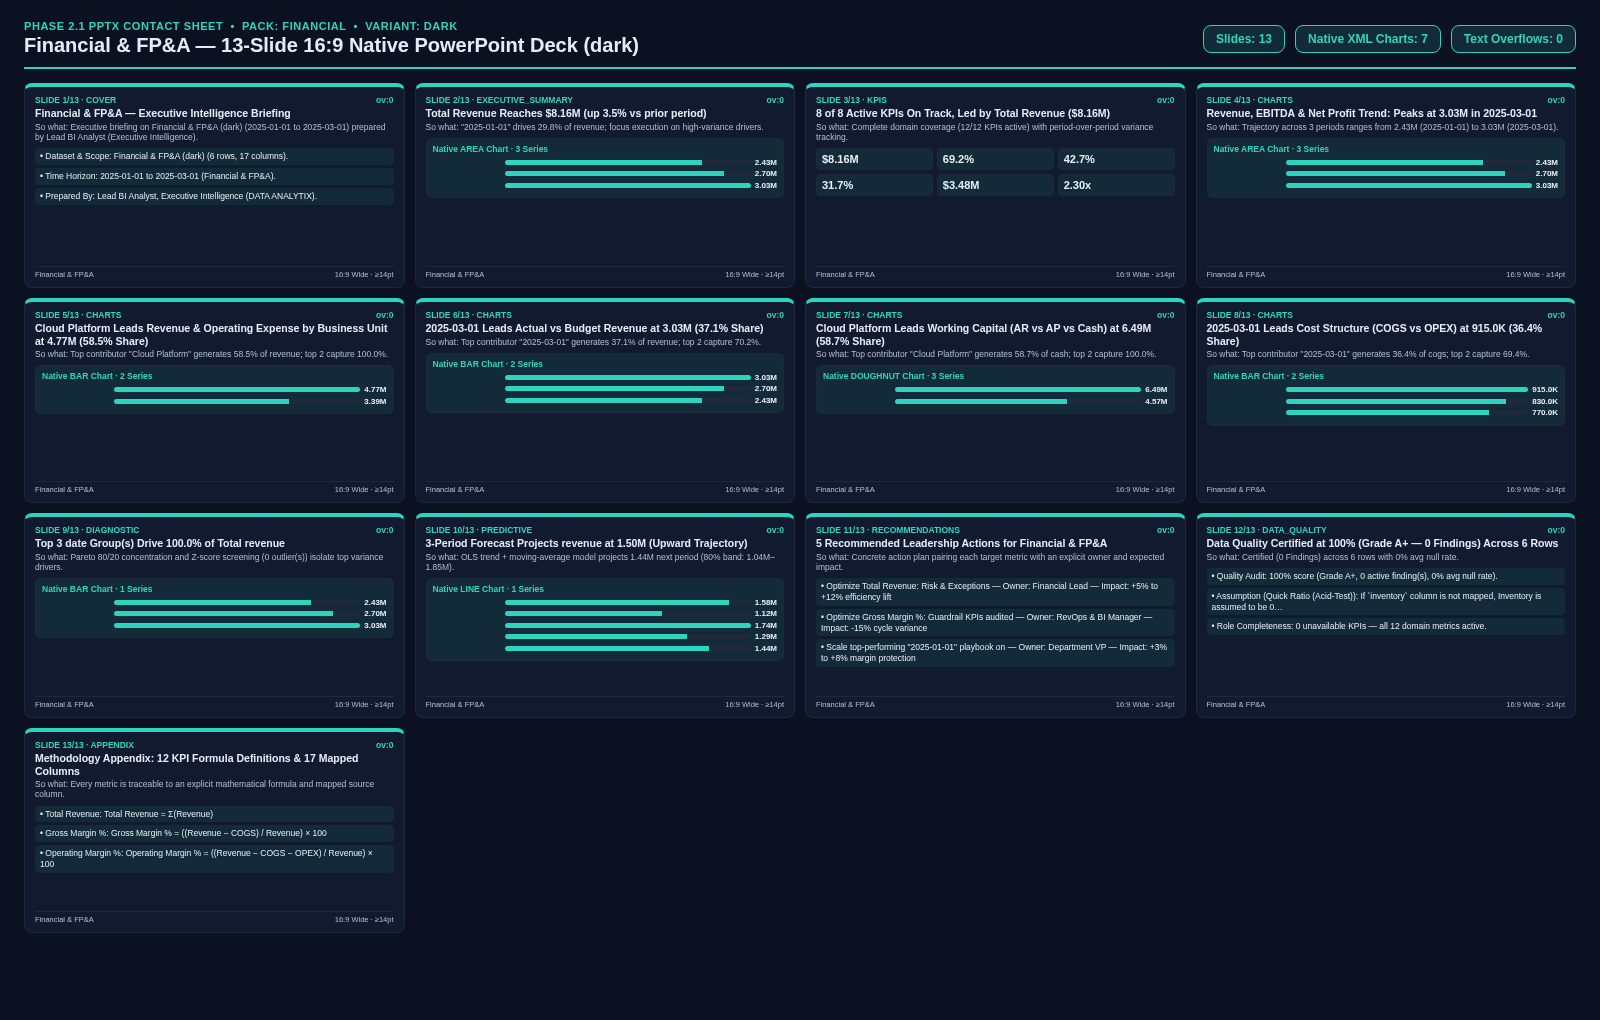 PHASE 2.1 PPTX CONTACT SHEET • PACK: FINANCIAL • VARIANT: DARK
Financial & FP&A — 13-Slide 16:9 Native PowerPoint Deck (dark)
Slides: 13
Native XML Charts: 7
Text Overflows: 0
SLIDE 1/13 · COVER
ov:0
Financial & FP&A — Executive Intelligence Briefing
So what: Executive briefing on Financial & FP&A (dark) (2025-01-01 to 2025-03-01) prepared
by Lead BI Analyst (Executive Intelligence).
• Dataset & Scope: Financial & FP&A (dark) (6 rows, 17 columns).
• Time Horizon: 2025-01-01 to 2025-03-01 (Financial & FP&A).
• Prepared By: Lead BI Analyst, Executive Intelligence (DATA ANALYTIX).
Financial & FP&A
16:9 Wide · ≥14pt
SLIDE 2/13 · EXECUTIVE_SUMMARY
ov:0
Total Revenue Reaches $8.16M (up 3.5% vs prior period)
So what: "2025-01-01" drives 29.8% of revenue; focus execution on high-variance drivers.
Native AREA Chart · 3 Series
2.43M
2.70M
3.03M
Financial & FP&A
16:9 Wide · ≥14pt
SLIDE 3/13 · KPIS
ov:0
8 of 8 Active KPIs On Track, Led by Total Revenue ($8.16M)
So what: Complete domain coverage (12/12 KPIs active) with period-over-period variance
tracking.
$8.16M
69.2%
42.7%
31.7%
$3.48M
2.30x
Financial & FP&A
16:9 Wide · ≥14pt
SLIDE 4/13 · CHARTS
ov:0
Revenue, EBITDA & Net Profit Trend: Peaks at 3.03M in 2025-03-01
So what: Trajectory across 3 periods ranges from 2.43M (2025-01-01) to 3.03M (2025-03-01).
Native AREA Chart · 3 Series
2.43M
2.70M
3.03M
Financial & FP&A
16:9 Wide · ≥14pt
SLIDE 5/13 · CHARTS
ov:0
Cloud Platform Leads Revenue & Operating Expense by Business Unit
at 4.77M (58.5% Share)
So what: Top contributor "Cloud Platform" generates 58.5% of revenue; top 2 capture 100.0%.
Native BAR Chart · 2 Series
4.77M
3.39M
Financial & FP&A
16:9 Wide · ≥14pt
SLIDE 6/13 · CHARTS
ov:0
2025-03-01 Leads Actual vs Budget Revenue at 3.03M (37.1% Share)
So what: Top contributor "2025-03-01" generates 37.1% of revenue; top 2 capture 70.2%.
Native BAR Chart · 2 Series
3.03M
2.70M
2.43M
Financial & FP&A
16:9 Wide · ≥14pt
SLIDE 7/13 · CHARTS
ov:0
Cloud Platform Leads Working Capital (AR vs AP vs Cash) at 6.49M
(58.7% Share)
So what: Top contributor "Cloud Platform" generates 58.7% of cash; top 2 capture 100.0%.
Native DOUGHNUT Chart · 3 Series
6.49M
4.57M
Financial & FP&A
16:9 Wide · ≥14pt
SLIDE 8/13 · CHARTS
ov:0
2025-03-01 Leads Cost Structure (COGS vs OPEX) at 915.0K (36.4%
Share)
So what: Top contributor "2025-03-01" generates 36.4% of cogs; top 2 capture 69.4%.
Native BAR Chart · 2 Series
915.0K
830.0K
770.0K
Financial & FP&A
16:9 Wide · ≥14pt
SLIDE 9/13 · DIAGNOSTIC
ov:0
Top 3 date Group(s) Drive 100.0% of Total revenue
So what: Pareto 80/20 concentration and Z-score screening (0 outlier(s)) isolate top variance
drivers.
Native BAR Chart · 1 Series
2.43M
2.70M
3.03M
Financial & FP&A
16:9 Wide · ≥14pt
SLIDE 10/13 · PREDICTIVE
ov:0
3-Period Forecast Projects revenue at 1.50M (Upward Trajectory)
So what: OLS trend + moving-average model projects 1.44M next period (80% band: 1.04M–
1.85M).
Native LINE Chart · 1 Series
1.58M
1.12M
1.74M
1.29M
1.44M
Financial & FP&A
16:9 Wide · ≥14pt
SLIDE 11/13 · RECOMMENDATIONS
ov:0
5 Recommended Leadership Actions for Financial & FP&A
So what: Concrete action plan pairing each target metric with an explicit owner and expected
impact.
• Optimize Total Revenue: Risk & Exceptions — Owner: Financial Lead — Impact: +5% to
+12% efficiency lift
• Optimize Gross Margin %: Guardrail KPIs audited — Owner: RevOps & BI Manager —
Impact: -15% cycle variance
• Scale top-performing "2025-01-01" playbook on — Owner: Department VP — Impact: +3%
to +8% margin protection
Financial & FP&A
16:9 Wide · ≥14pt
SLIDE 12/13 · DATA_QUALITY
ov:0
Data Quality Certified at 100% (Grade A+ — 0 Findings) Across 6 Rows
So what: Certified (0 Findings) across 6 rows with 0% avg null rate.
• Quality Audit: 100% score (Grade A+, 0 active finding(s), 0% avg null rate).
• Assumption (Quick Ratio (Acid-Test)): If `inventory` column is not mapped, Inventory is
assumed to be 0…
• Role Completeness: 0 unavailable KPIs — all 12 domain metrics active.
Financial & FP&A
16:9 Wide · ≥14pt
SLIDE 13/13 · APPENDIX
ov:0
Methodology Appendix: 12 KPI Formula Definitions & 17 Mapped
Columns
So what: Every metric is traceable to an explicit mathematical formula and mapped source
column.
• Total Revenue: Total Revenue = Σ(Revenue)
• Gross Margin %: Gross Margin % = ((Revenue − COGS) / Revenue) × 100
• Operating Margin %: Operating Margin % = ((Revenue − COGS − OPEX) / Revenue) ×
100
Financial & FP&A
16:9 Wide · ≥14pt